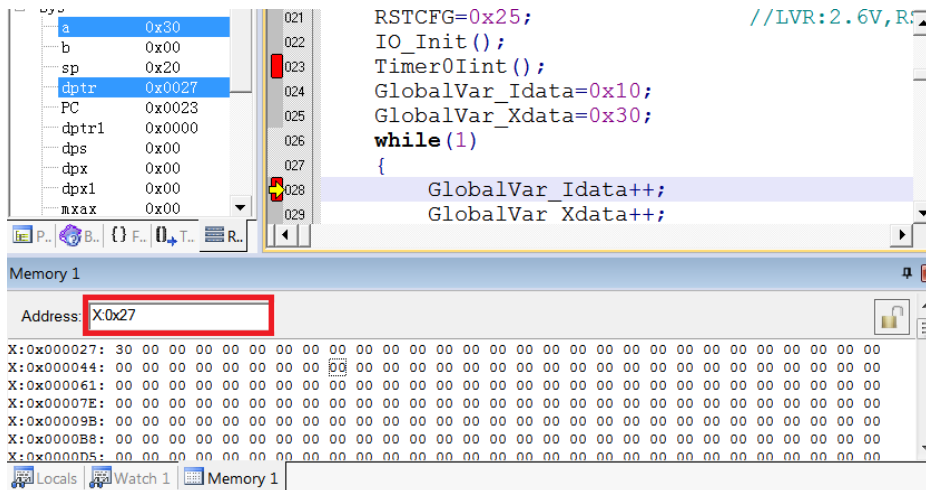 Sys
a 0x30
b 0x00
sp 0x20
dptr 0x0027
PC 0x0023
dptr1 0x0000
dps 0x00
dpx 0x00
dpx1 0x00
mxax 0x00
P.. B.. {} F.. 0 T.. R..
021 RSTCFG=0x25; //LVR:2.6V,RS
022 IO_Init();
023 Timer0Iint();
024 GlobalVar_Idata=0x10;
025 GlobalVar_Xdata=0x30;
026 while(1)
027 {
028 GlobalVar_Idata++;
029 GlobalVar_Xdata++;
Memory 1
Address: X:0x27
X:0x000027: 30 00 00 00 00 00 00 00 00 00 00 00 00 00 00 00 00 00 00 00 00 00 00 00 00 00 00 00 00
X:0x000044: 00 00 00 00 00 00 00 00 00 00 00 00 00 00 00 00 00 00 00 00 00 00 00 00 00 00 00 00 00
X:0x000061: 00 00 00 00 00 00 00 00 00 00 00 00 00 00 00 00 00 00 00 00 00 00 00 00 00 00 00 00 00
X:0x00007E: 00 00 00 00 00 00 00 00 00 00 00 00 00 00 00 00 00 00 00 00 00 00 00 00 00 00 00 00 00
X:0x00009B: 00 00 00 00 00 00 00 00 00 00 00 00 00 00 00 00 00 00 00 00 00 00 00 00 00 00 00 00 00
X:0x0000B8: 00 00 00 00 00 00 00 00 00 00 00 00 00 00 00 00 00 00 00 00 00 00 00 00 00 00 00 00 00
X:0x0000D5: 00 00 00 00 00 00 00 00 00 00 00 00 00 00 00 00 00 00 00 00 00 00 00 00 00 00 00 00 00
Locals Watch 1 Memory 1